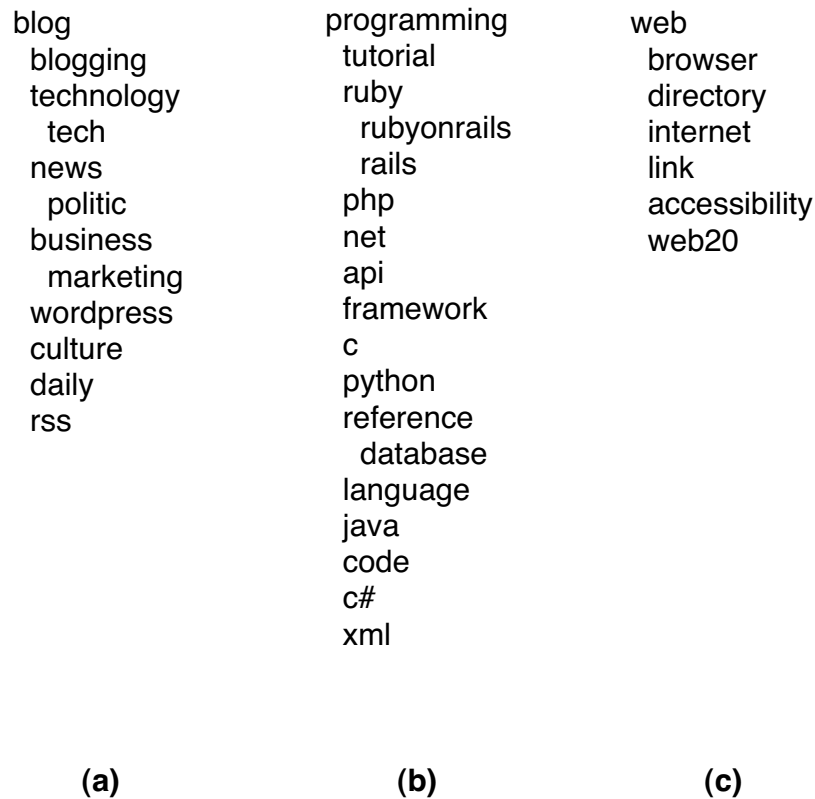 blog
blogging
technology
tech
news
politic
business
marketing
wordpress
culture
daily
rss
(a)
programming
tutorial
ruby
rubyonrails
rails
php
net
api
framework
c
python
reference
database
language
java
code
c#
xml
(b)
web
browser
directory
internet
link
accessibility
web20
(c)